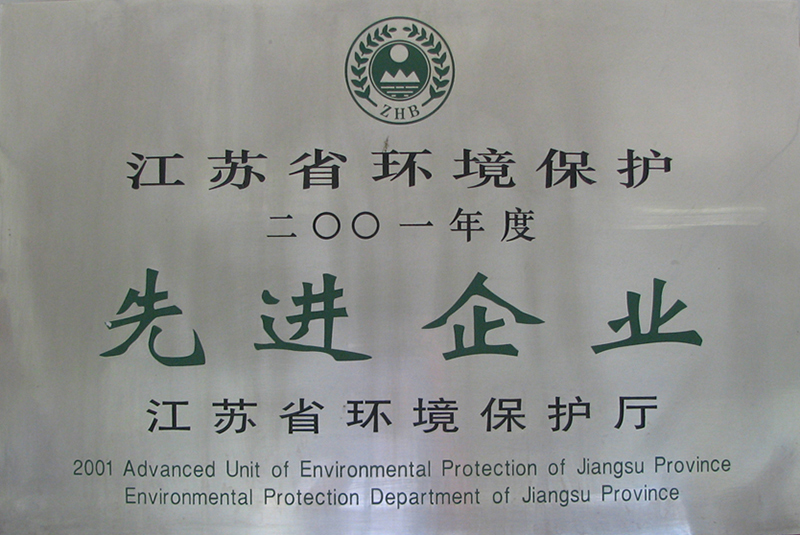 ZHB
江苏省环境保护
二〇〇一年度
先进企业
江苏省环境保护厅
2001 Advanced Unit of Environmental Protection of Jiangsu Province
Environmental Protection Department of Jiangsu Province